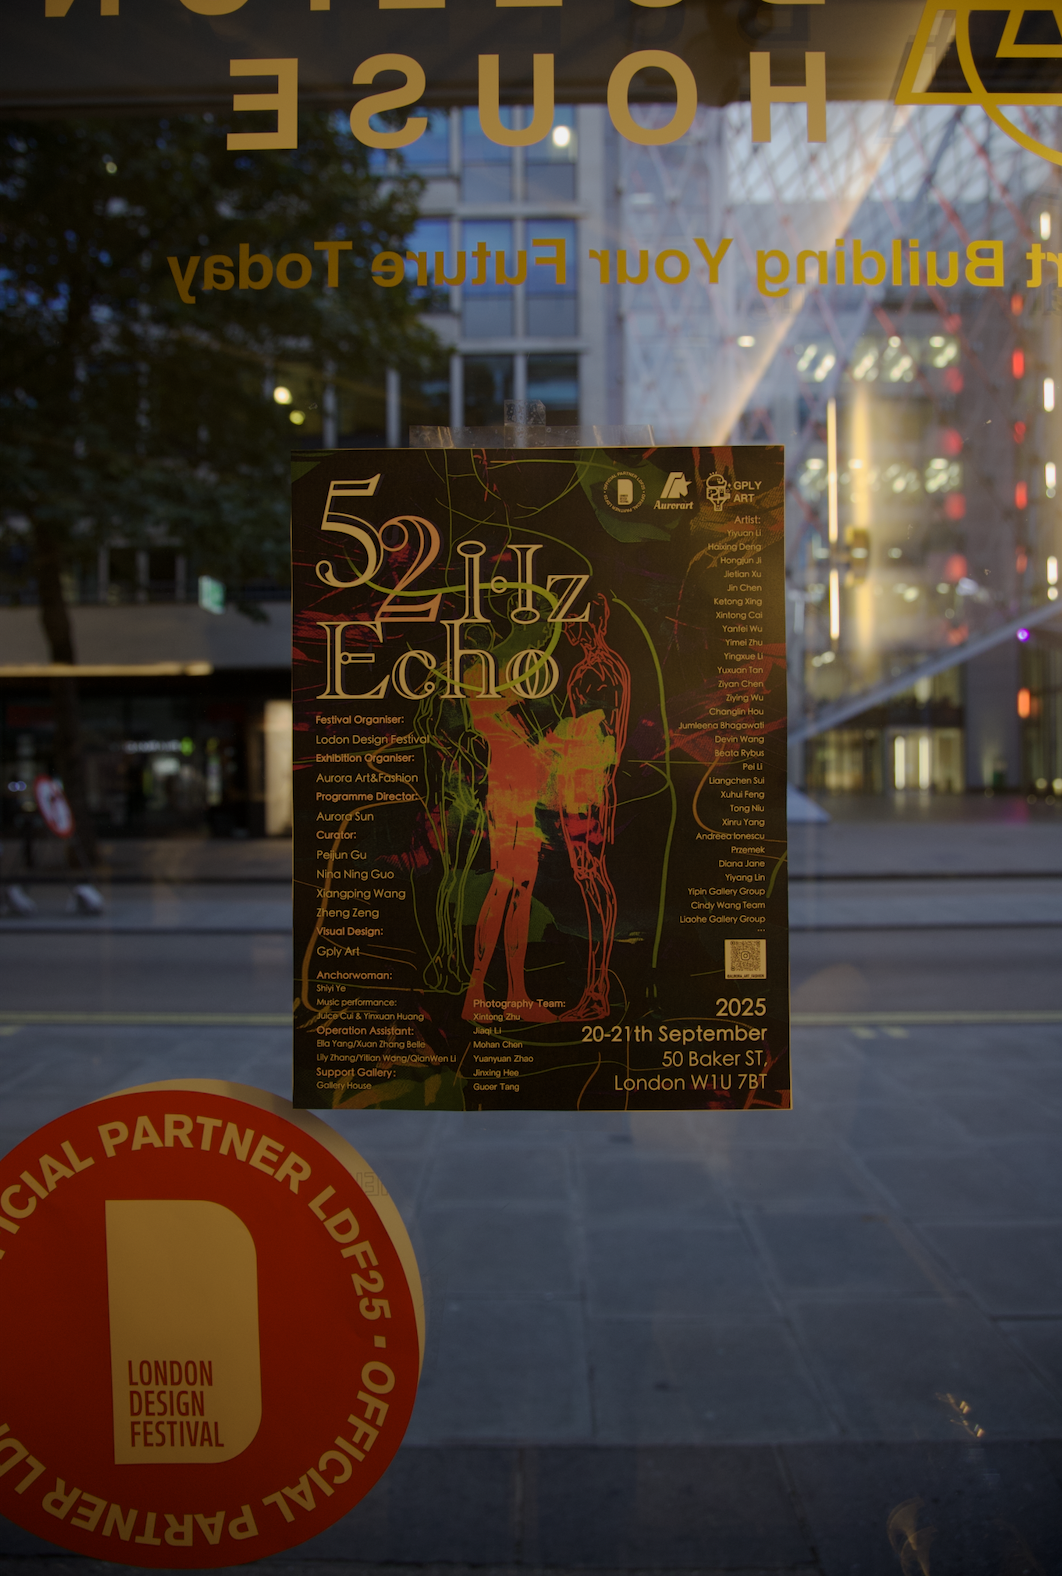 HOUSE
Building Your Future Today
52Hz
Echo
OFFICIAL PARTNER LDF25
GPLY
ART
Aurorart
Artist:
Yiyuan Li
Haixing Deng
Hongjun Ji
Jietian Xu
Jin Chen
Ketong Xing
Xintong Cai
Yanfei Wu
Yimei Zhu
Yingxue Li
Yuxuan Tan
Ziyan Chen
Ziying Wu
Changlin Hou
Jumleena Bhagawati
Devin Wang
Beata Rybus
Pei Li
Liangchen Sui
Xuhui Feng
Tong Niu
Xinru Yang
Andreea Ionescu
Przemek
Diana Jane
Yiyang Lin
Yipin Gallery Group
Cindy Wang Team
Liaohe Gallery Group
...
Festival Organiser:
Lodon Design Festival
Exhibition Organiser:
Aurora Art&Fashion
Programme Director:
Aurora Sun
Curator:
Peijun Gu
Nina Ning Guo
Xiangping Wang
Zheng Zeng
Visual Design:
Gply Art
Anchorwoman:
Shiyi Ye
Music performance:
Juice Cui & Yinxuan Huang
Operation Assistant:
Ella Yang/Xuan Zhang Belle
Lily Zhang/Yitian Wang/QianWen Li
Support Gallery:
Gallery House
Photography Team:
Xintong Zhu
Jiaqi Li
Mohan Chen
Yuanyuan Zhao
Jinxing Hee
Guoer Tang
2025
20-21th September
50 Baker ST,
London W1U 7BT
OFFICIAL PARTNER LDF25 · OFFICIAL PARTNER
LONDON
DESIGN
FESTIVAL